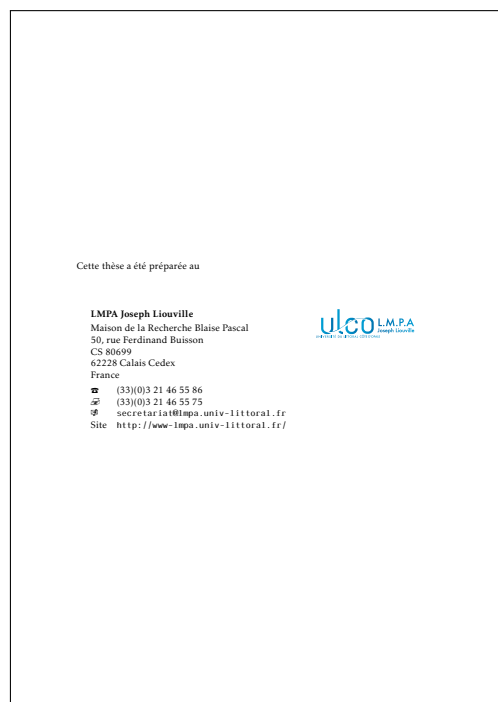 Cette thèse a été préparée au
LMPA Joseph Liouville
Maison de la Recherche Blaise Pascal
50, rue Ferdinand Buisson
CS 80699
62228 Calais Cedex
France
☎ (33)(0)3 21 46 55 86
(33)(0)3 21 46 55 75
secretariat@lmpa.univ-littoral.fr
Site http://www-lmpa.univ-littoral.fr/
ulco L.M.P.A
Joseph Liouville